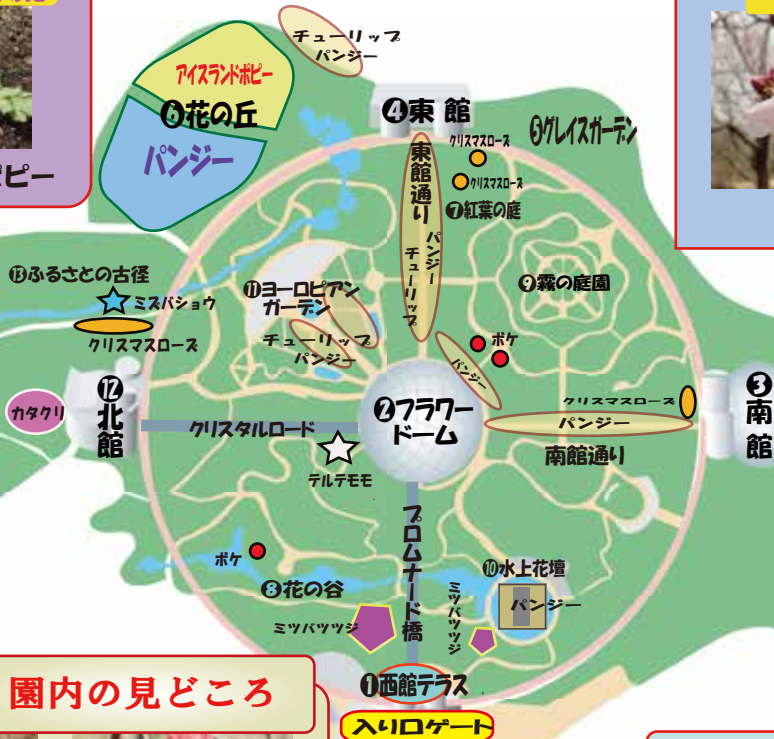 ピー
チューリップ
パンジー
アイスランドポピー
❻花の丘
パンジー
❹東館
東館通り
パンジー
チューリップ
クリスマスローズ
クリスマスローズ
❺グレイスガーデン
❼紅葉の庭
❾霧の庭園
⓭ふるさとの古径
ミズバショウ
クリスマスローズ
⓫ヨーロピアン
ガーデン
チューリップ
パンジー
ボケ
パンジー
⓬北館
カタクリ
クリスタルロード
❷フラワー
ドーム
テルテモモ
クリスマスローズ
パンジー
南館通り
❸南館
プロムナード橋
ボケ
❽花の谷
ミツバツツジ
ミツバツツジ
❿水上花壇
パンジー
❶西館テラス
入り口ゲート
園内の見どころ